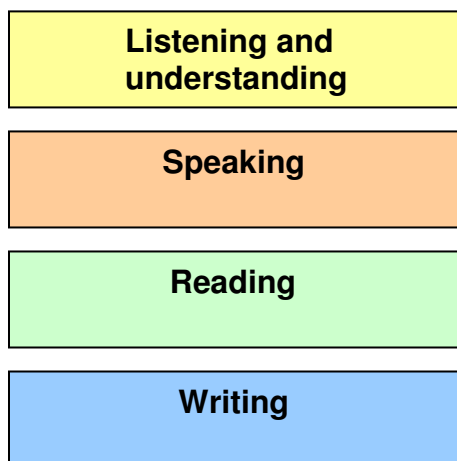 Listening and
understanding
Speaking
Reading
Writing